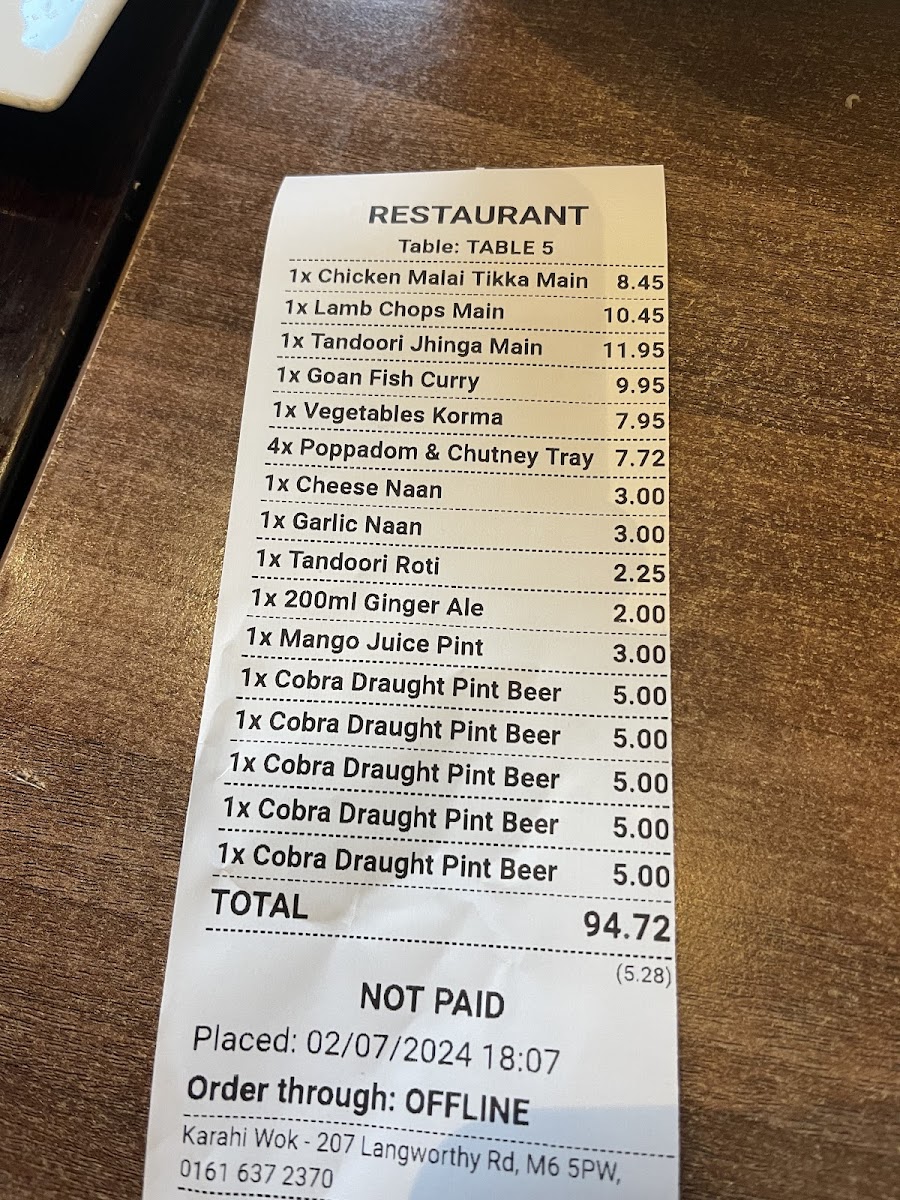 RESTAURANT
Table: TABLE 5
1x Chicken Malai Tikka Main 8.45
1x Lamb Chops Main 10.45
1x Tandoori Jhinga Main 11.95
1x Goan Fish Curry 9.95
1x Vegetables Korma 7.95
4x Poppadom & Chutney Tray 7.72
1x Cheese Naan 3.00
1x Garlic Naan 3.00
1x Tandoori Roti 2.25
1x 200ml Ginger Ale 2.00
1x Mango Juice Pint 3.00
1x Cobra Draught Pint Beer 5.00
1x Cobra Draught Pint Beer 5.00
1x Cobra Draught Pint Beer 5.00
1x Cobra Draught Pint Beer 5.00
1x Cobra Draught Pint Beer 5.00
TOTAL 94.72
(5.28)
NOT PAID
Placed: 02/07/2024 18:07
Order through: OFFLINE
Karahi Wok - 207 Langworthy Rd, M6 5PW,
0161 637 2370